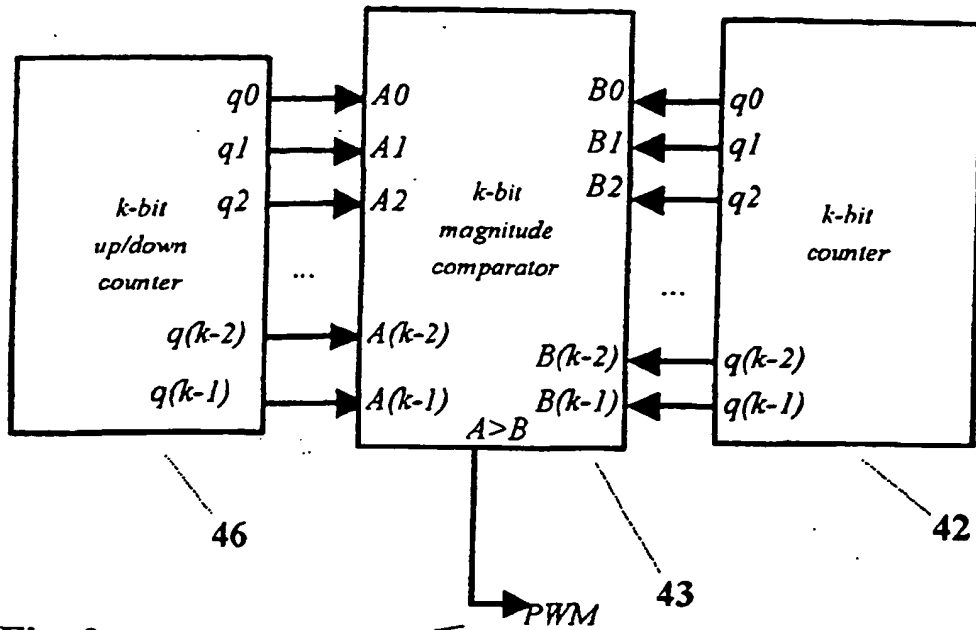 q0 A0 B0 q0
q1 A1 B1 q1
q2 A2 B2 q2
k-bit
up/down
counter
k-bit
magnitude
comparator
k-bit
counter
...
...
q(k-2) A(k-2) B(k-2) q(k-2)
q(k-1) A(k-1) B(k-1) q(k-1)
A>B
46
43
42
PWM